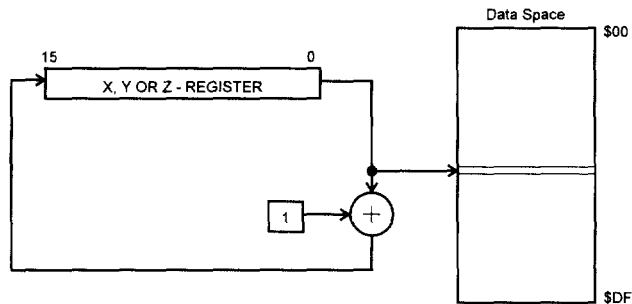 Data Space
15
0
$00
X, Y OR Z - REGISTER
1
+
$DF